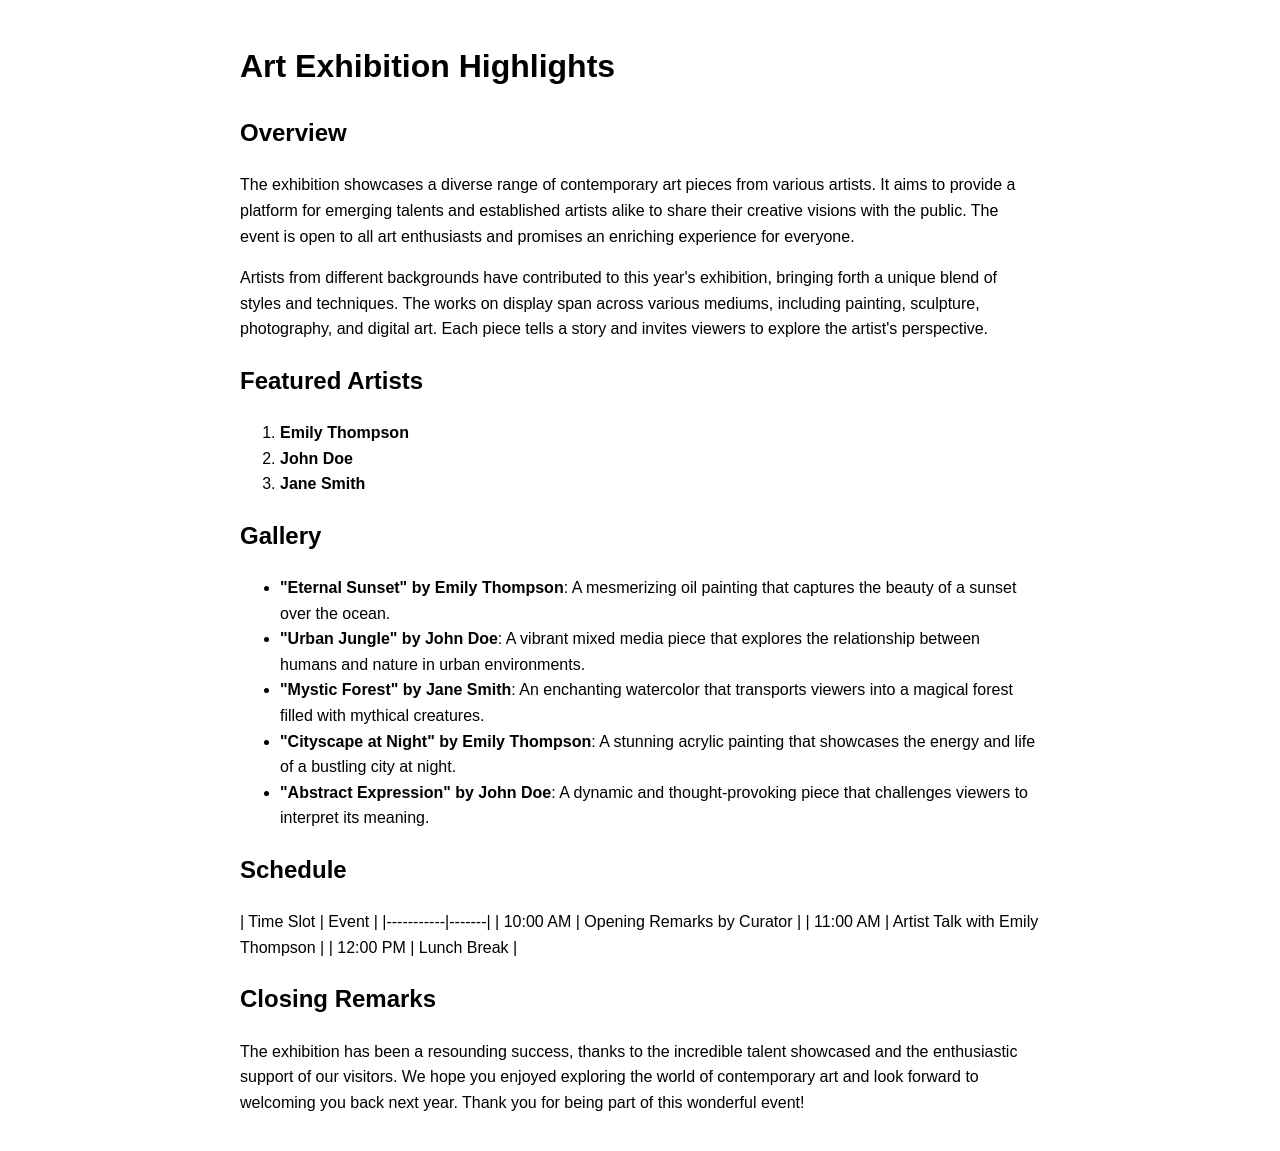 Art Exhibition Highlights
Overview
The exhibition showcases a diverse range of contemporary art pieces from various artists. It aims to provide a
platform for emerging talents and established artists alike to share their creative visions with the public. The
event is open to all art enthusiasts and promises an enriching experience for everyone.
Artists from different backgrounds have contributed to this year's exhibition, bringing forth a unique blend of
styles and techniques. The works on display span across various mediums, including painting, sculpture,
photography, and digital art. Each piece tells a story and invites viewers to explore the artist's perspective.
Featured Artists
1. Emily Thompson
2. John Doe
3. Jane Smith
Gallery
• "Eternal Sunset" by Emily Thompson: A mesmerizing oil painting that captures the beauty of a sunset
over the ocean.
• "Urban Jungle" by John Doe: A vibrant mixed media piece that explores the relationship between
humans and nature in urban environments.
• "Mystic Forest" by Jane Smith: An enchanting watercolor that transports viewers into a magical forest
filled with mythical creatures.
• "Cityscape at Night" by Emily Thompson: A stunning acrylic painting that showcases the energy and life
of a bustling city at night.
• "Abstract Expression" by John Doe: A dynamic and thought-provoking piece that challenges viewers to
interpret its meaning.
Schedule
| Time Slot | Event | |-----------|-------| | 10:00 AM | Opening Remarks by Curator | | 11:00 AM | Artist Talk with Emily
Thompson | | 12:00 PM | Lunch Break |
Closing Remarks
The exhibition has been a resounding success, thanks to the incredible talent showcased and the enthusiastic
support of our visitors. We hope you enjoyed exploring the world of contemporary art and look forward to
welcoming you back next year. Thank you for being part of this wonderful event!